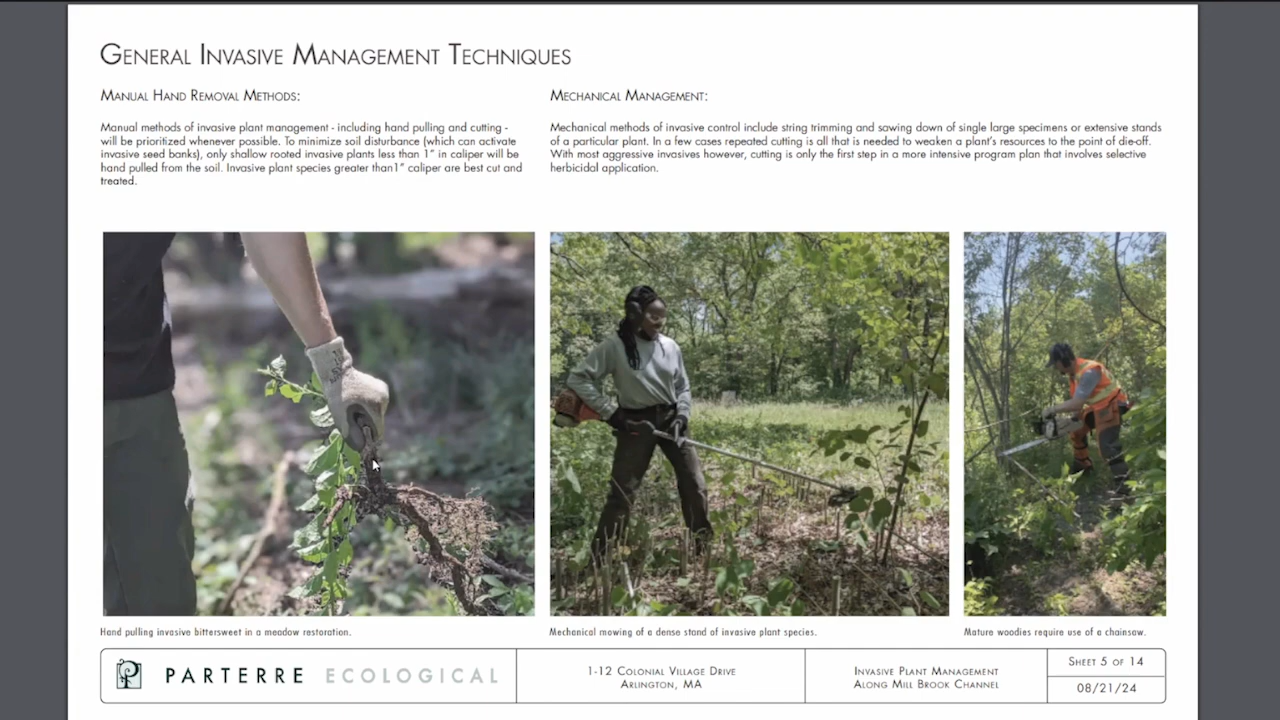 General Invasive Management Techniques
Manual Hand Removal Methods:
Manual methods of invasive plant management - including hand pulling and cutting -
will be prioritized whenever possible. To minimize soil disturbance (which can activate
invasive seed banks), only shallow rooted invasive plants less than 1" in caliper will be
hand pulled from the soil. Invasive plant species greater than1" caliper are best cut and
treated.
Mechanical Management:
Mechanical methods of invasive control include string trimming and sawing down of single large specimens or extensive stands
of a particular plant. In a few cases repeated cutting is all that is needed to weaken a plant's resources to the point of die-off.
With most aggressive invasives however, cutting is only the first step in a more intensive program plan that involves selective
herbicidal application.
Hand pulling invasive bittersweet in a meadow restoration.
Mechanical mowing of a dense stand of invasive plant species.
Mature woodies require use of a chainsaw.
PARTERRE ECOLOGICAL
1-12 Colonial Village Drive
Arlington, MA
Invasive Plant Management
Along Mill Brook Channel
Sheet 5 of 14
08/21/24